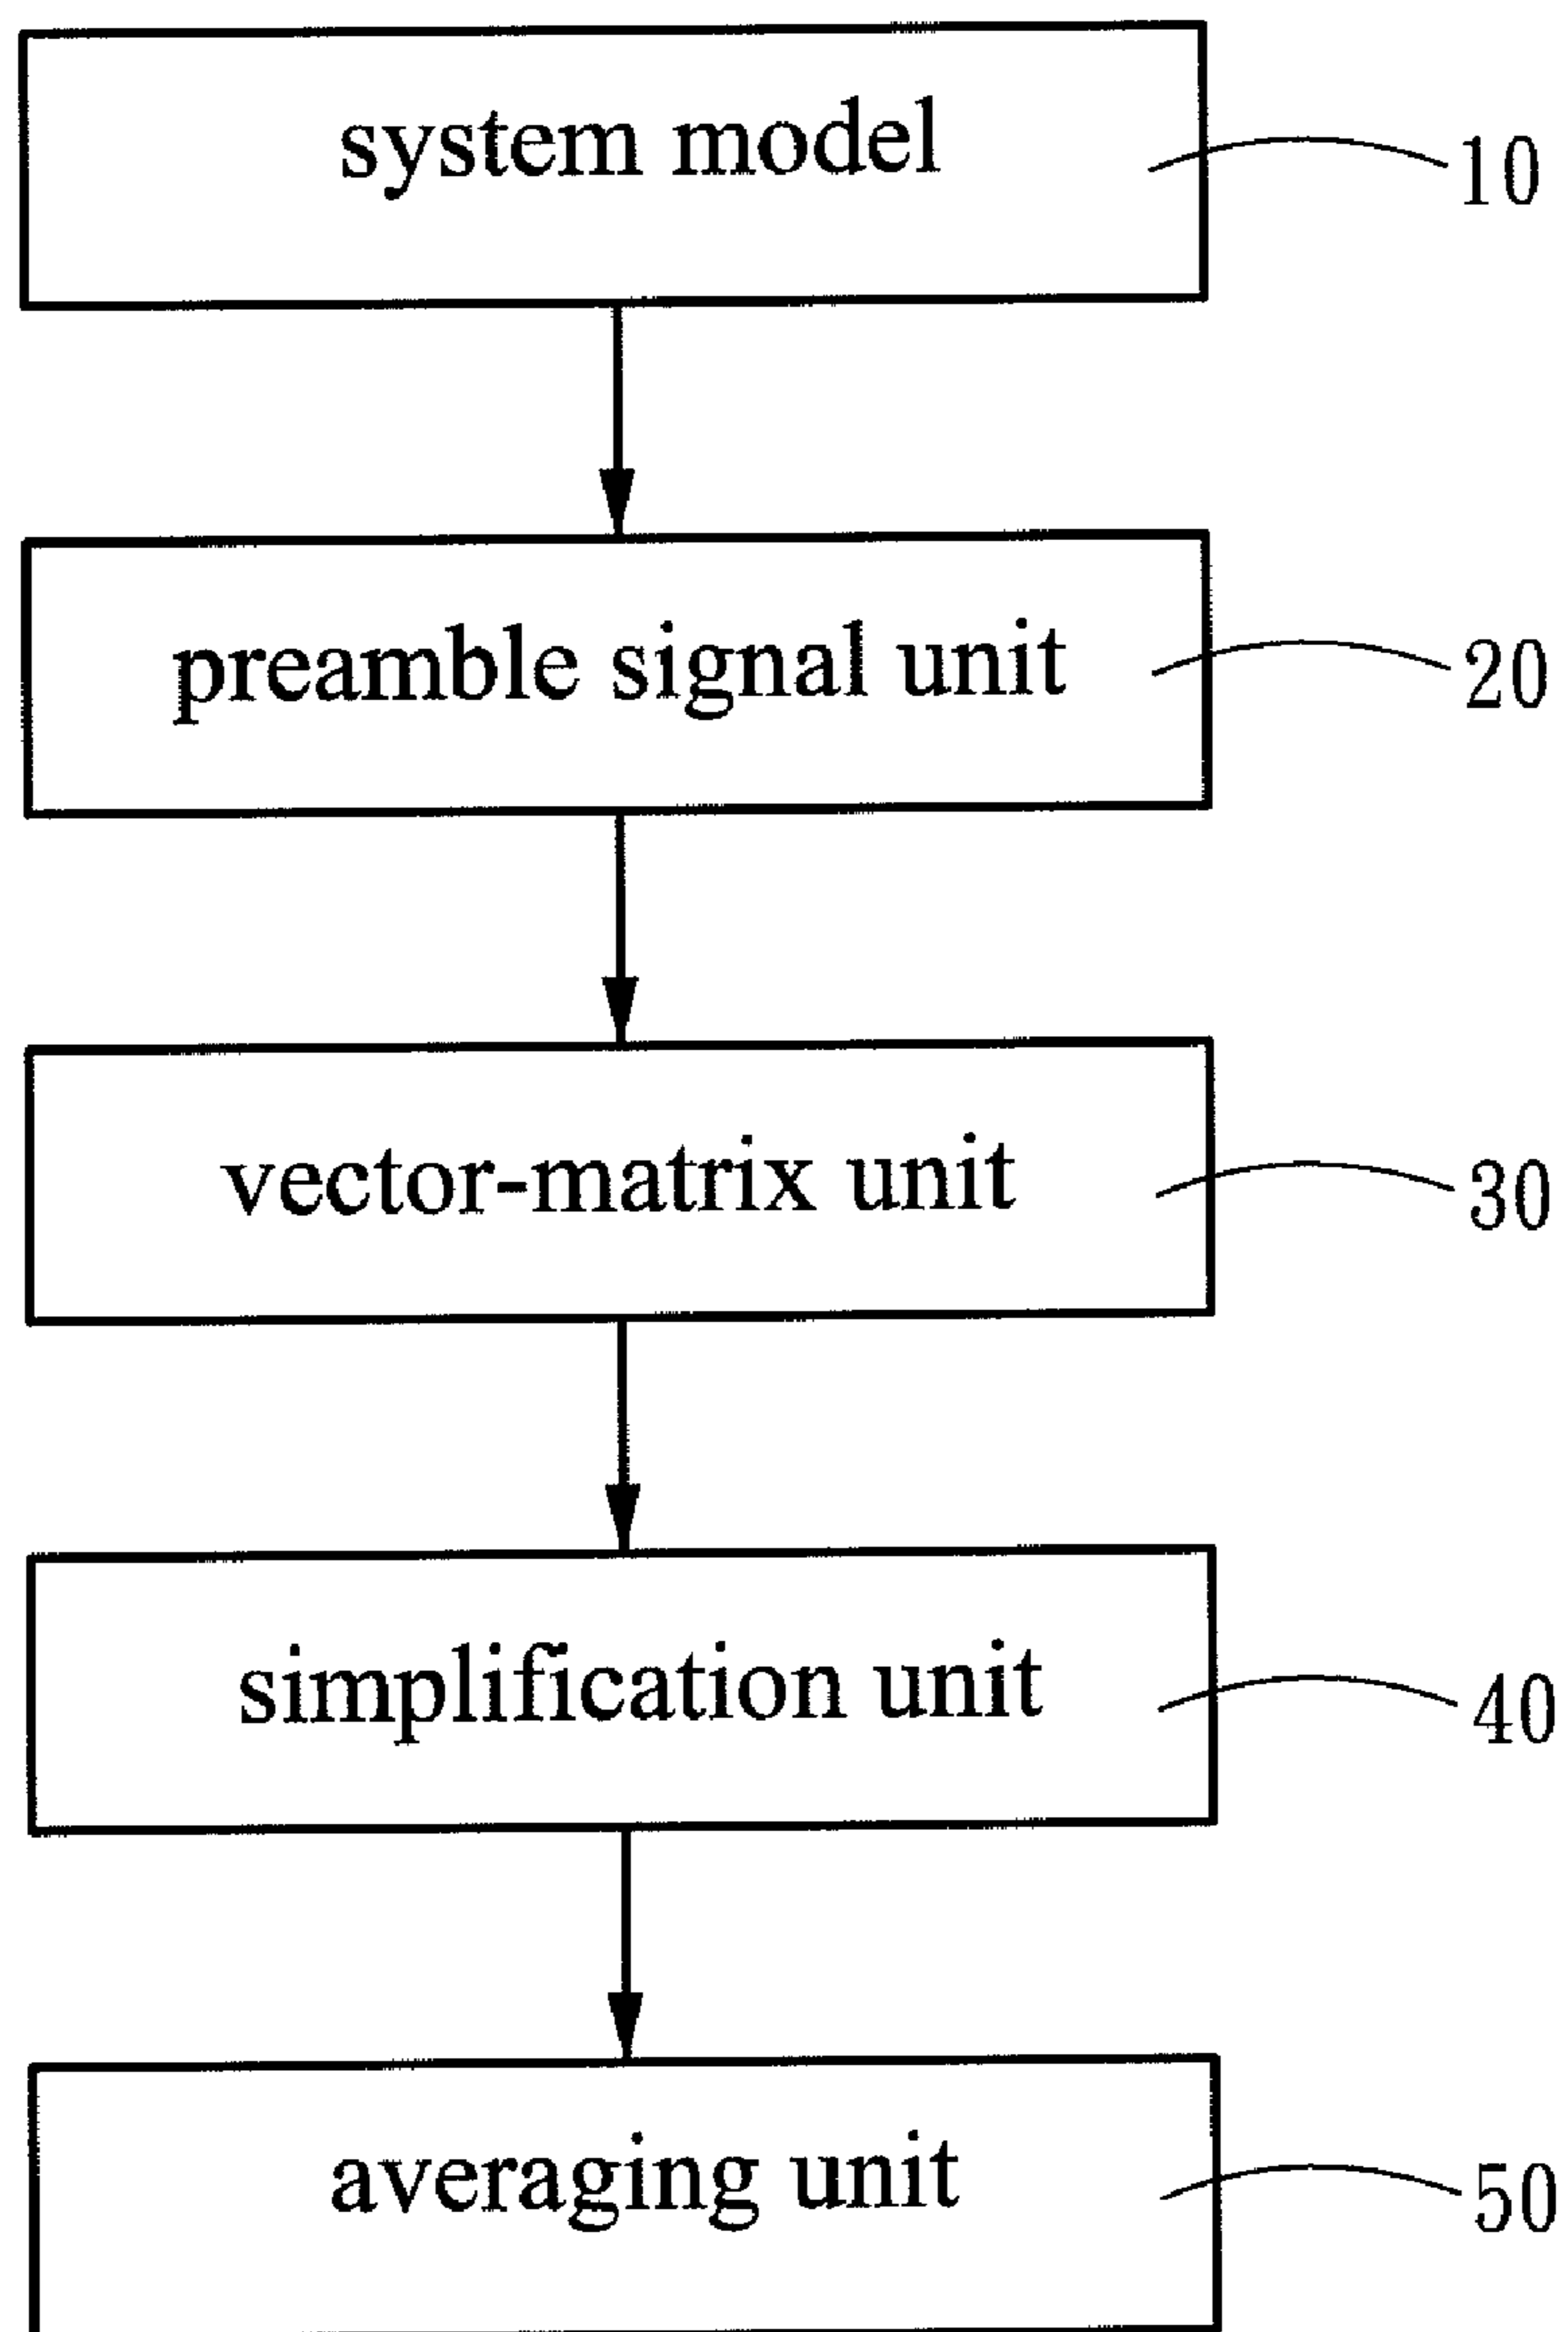 system model
10
preamble signal unit
20
vector-matrix unit
30
simplification unit
40
averaging unit
50